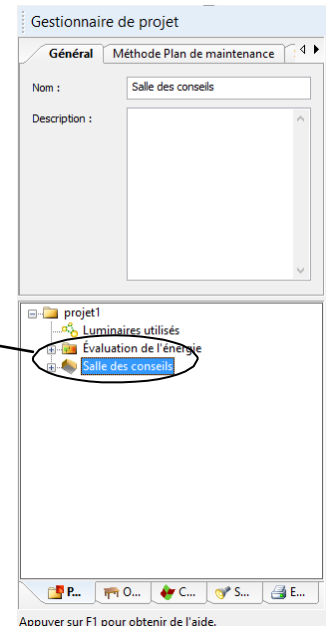 Gestionnaire de projet
Général Méthode Plan de maintenance
Nom : Salle des conseils
Description :
projet1
Luminaires utilisés
Évaluation de l'énergie
Salle des conseils
P... O... C... S... E...
Appuyer sur F1 pour obtenir de l'aide.